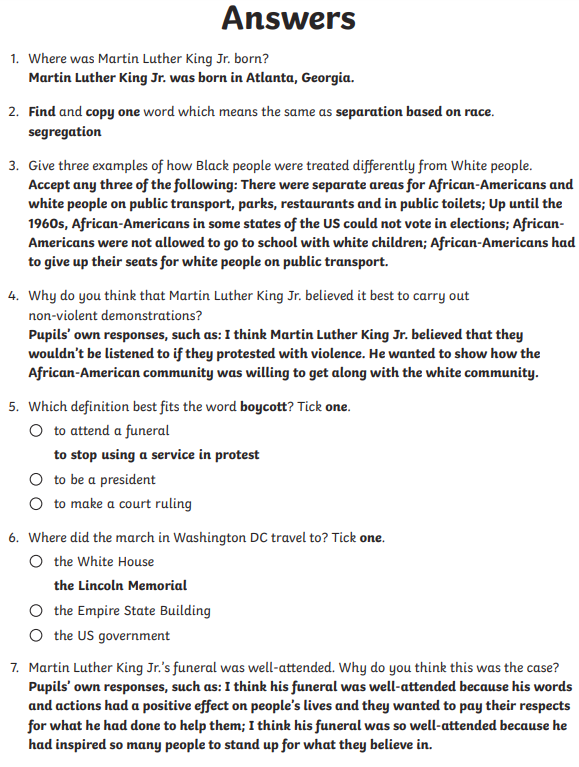 Answers
1. Where was Martin Luther King Jr. born?
Martin Luther King Jr. was born in Atlanta, Georgia.
2. Find and copy one word which means the same as separation based on race.
segregation
3. Give three examples of how Black people were treated differently from White people.
Accept any three of the following: There were separate areas for African-Americans and
white people on public transport, parks, restaurants and in public toilets; Up until the
1960s, African-Americans in some states of the US could not vote in elections; African-
Americans were not allowed to go to school with white children; African-Americans had
to give up their seats for white people on public transport.
4. Why do you think that Martin Luther King Jr. believed it best to carry out
non-violent demonstrations?
Pupils' own responses, such as: I think Martin Luther King Jr. believed that they
wouldn't be listened to if they protested with violence. He wanted to show how the
African-American community was willing to get along with the white community.
5. Which definition best fits the word boycott? Tick one.
to attend a funeral
to stop using a service in protest
to be a president
to make a court ruling
6. Where did the march in Washington DC travel to? Tick one.
the White House
the Lincoln Memorial
the Empire State Building
the US government
7. Martin Luther King Jr.'s funeral was well-attended. Why do you think this was the case?
Pupils' own responses, such as: I think his funeral was well-attended because his words
and actions had a positive effect on people's lives and they wanted to pay their respects
for what he had done to help them; I think his funeral was so well-attended because he
had inspired so many people to stand up for what they believe in.